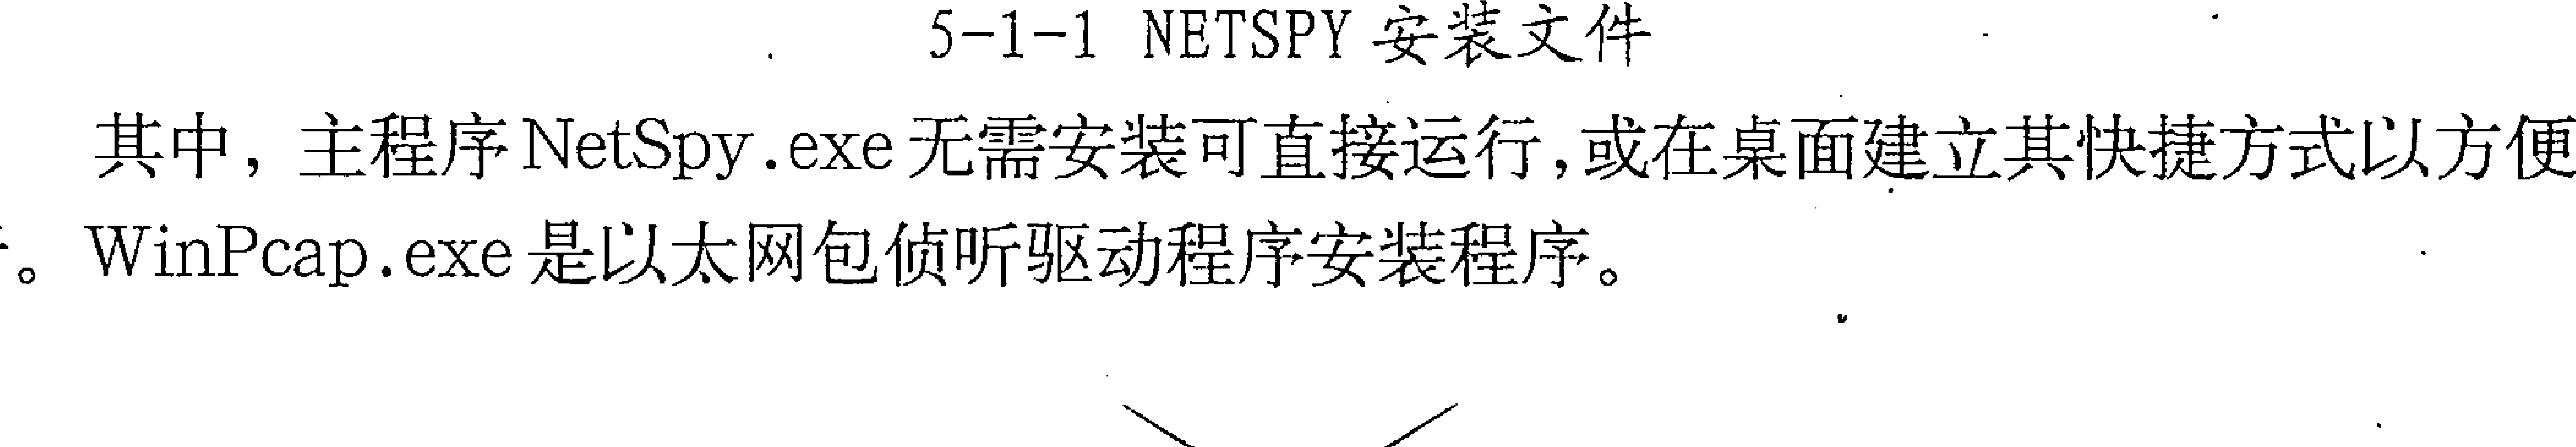 5-1-1 NETSPY 安装文件
其中，主程序NetSpy.exe无需安装可直接运行，或在桌面建立其快捷方式以方便
。WinPcap.exe是以太网包侦听驱动程序安装程序。